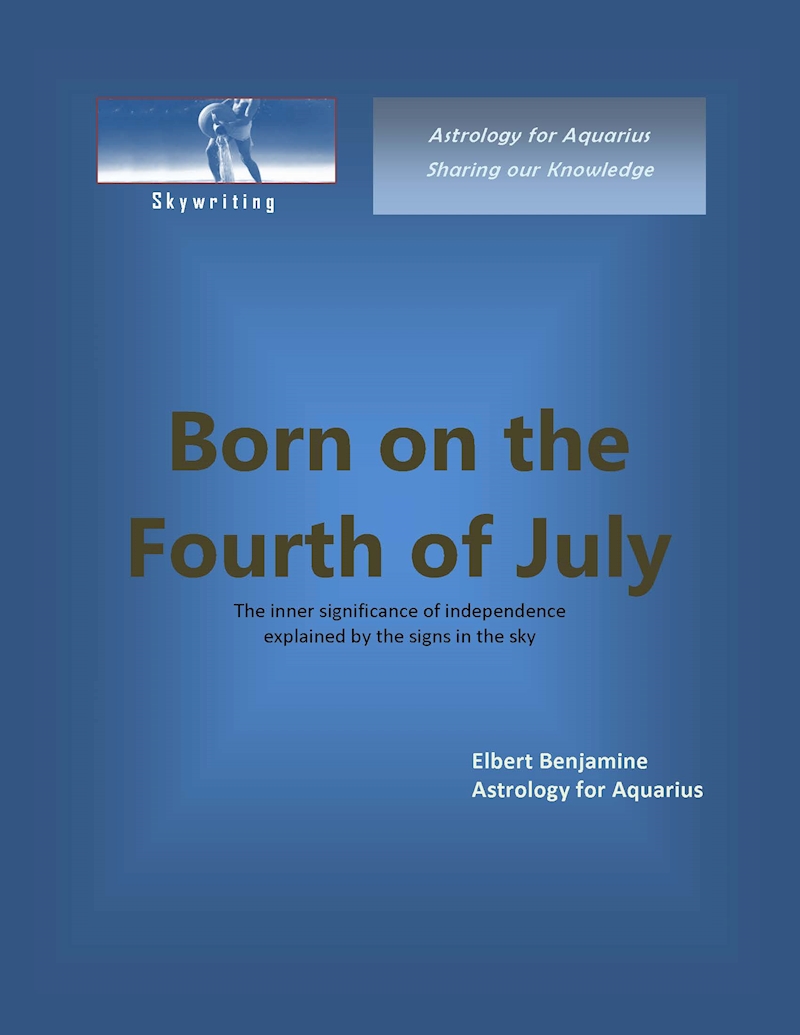 Skywriting
Astrology for Aquarius
Sharing our Knowledge
Born on the
Fourth of July
The inner significance of independence
explained by the signs in the sky
Elbert Benjamine
Astrology for Aquarius